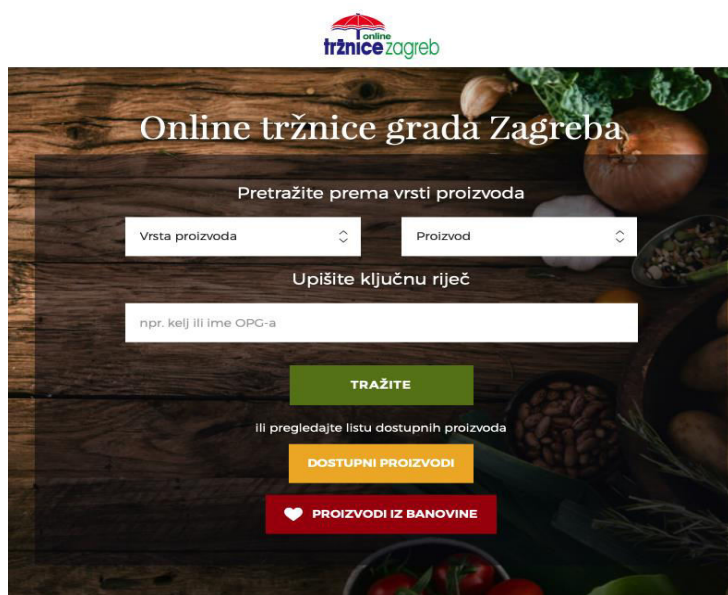 online
tržnice zagreb
Online tržnice grada Zagreba
Pretražite prema vrsti proizvoda
Vrsta proizvoda
Proizvod
Upišite ključnu riječ
npr. kelj ili ime OPG-a
TRAŽITE
ili pregledajte listu dostupnih proizvoda
DOSTUPNI PROIZVODI
PROIZVODI IZ BANOVINE